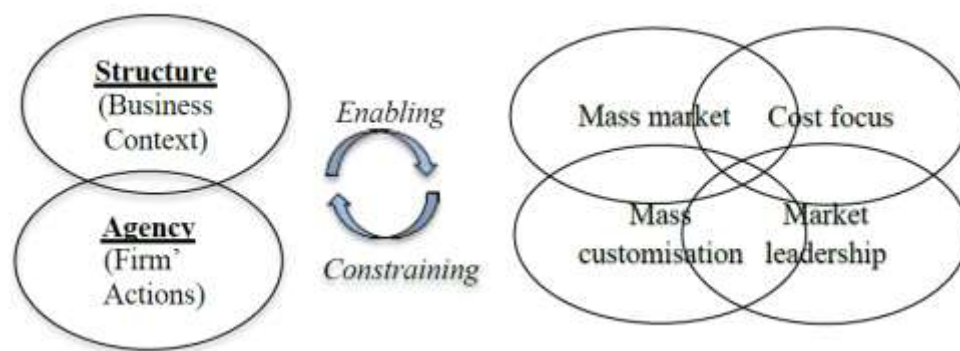 Structure
(Business
Context)
Agency
(Firm’
Actions)
Enabling
Constraining
Mass market
Cost focus
Mass
customisation
Market
leadership